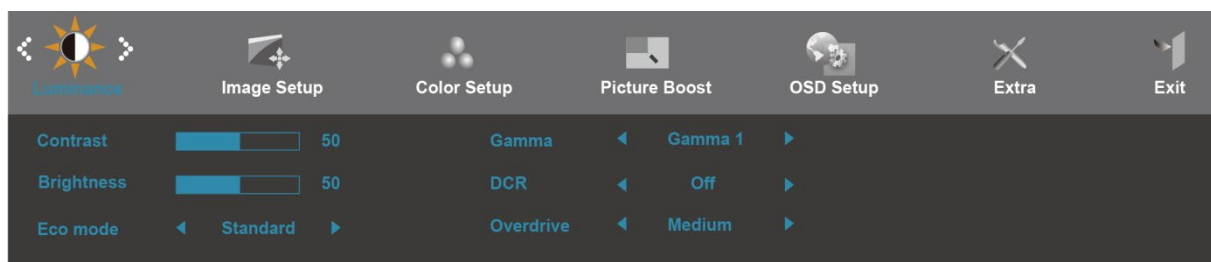 Luminance Image Setup Color Setup Picture Boost OSD Setup Extra Exit
Contrast 50 Gamma Gamma 1
Brightness 50 DCR Off
Eco mode Standard Overdrive Medium